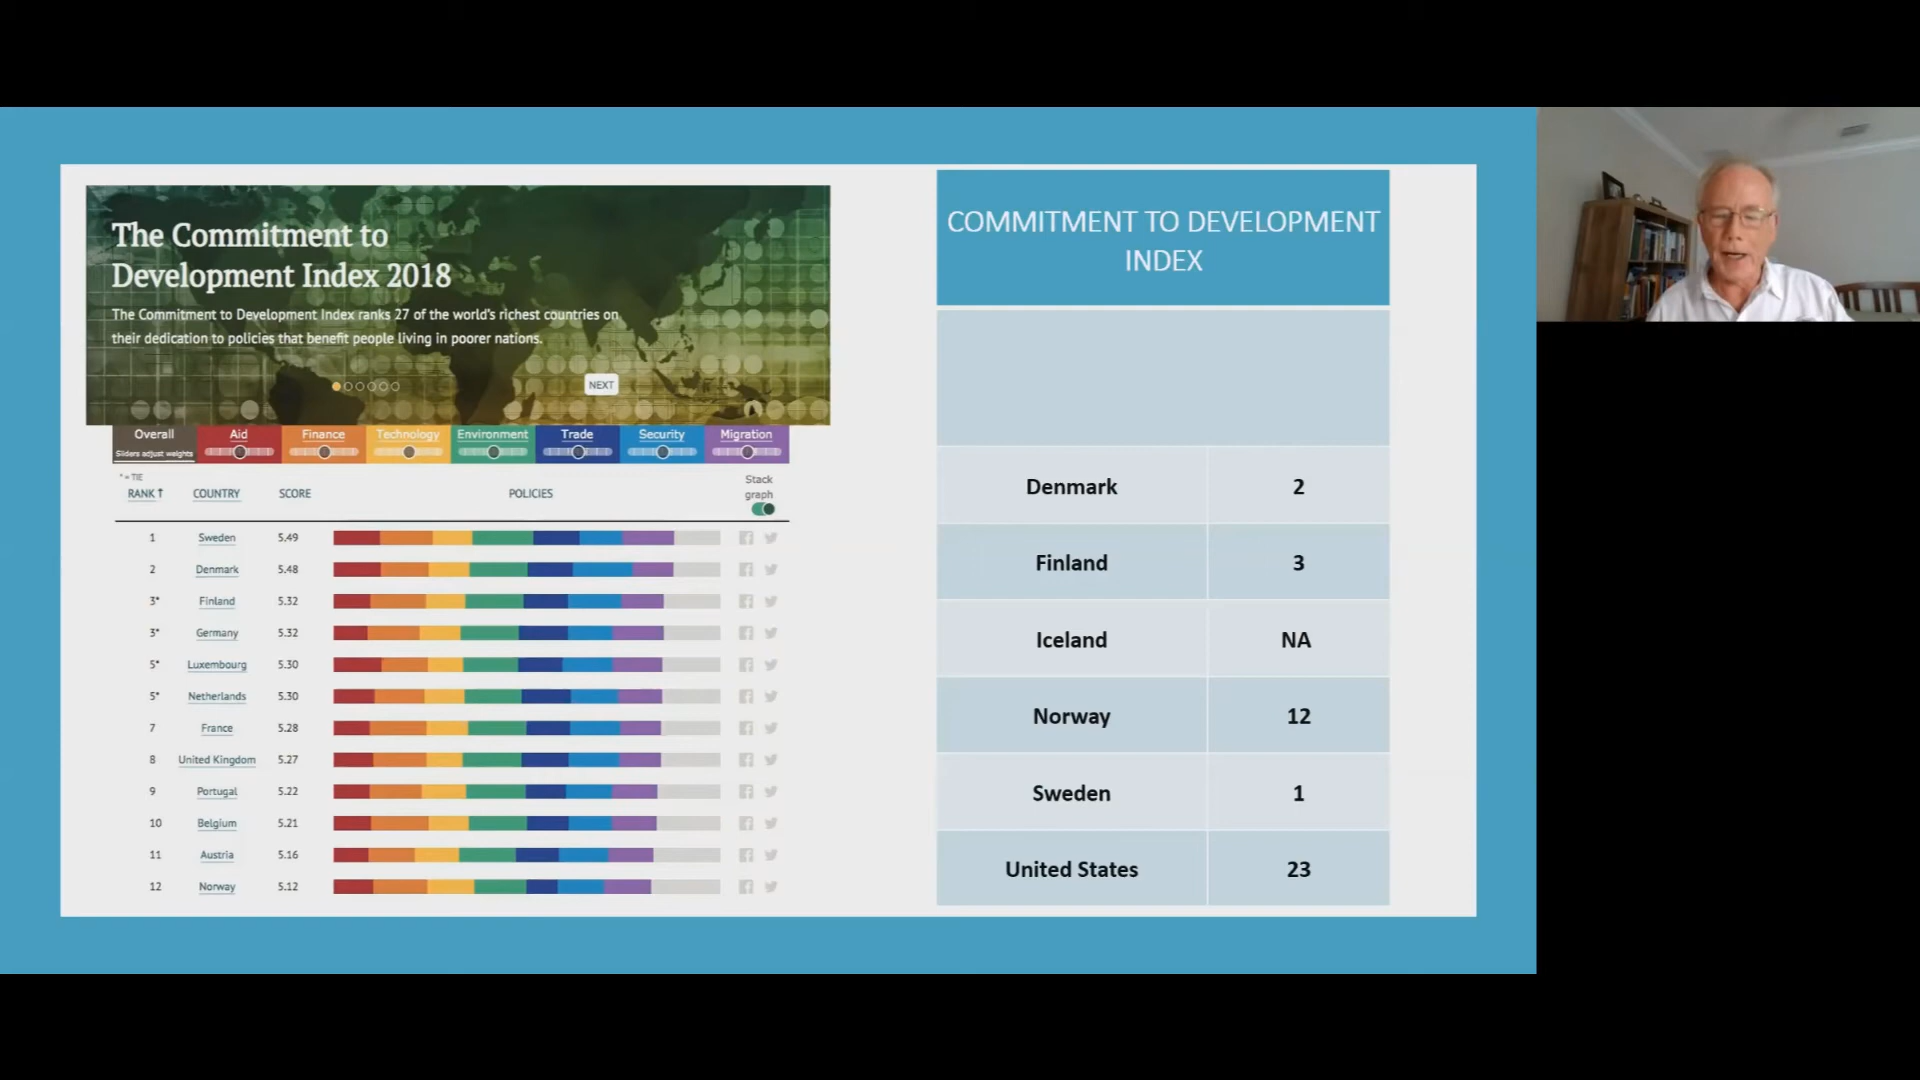 The Commitment to
Development Index 2018
The Commitment to Development Index ranks 27 of the world's richest countries on
their dedication to policies that benefit people living in poorer nations.
NEXT
Overall Aid Finance Technology Environment Trade Security Migration
Sliders adjust weights
* = TIE
RANK↑ COUNTRY SCORE POLICIES Stack
graph
1 Sweden 5.49
2 Denmark 5.48
3* Finland 5.32
3* Germany 5.32
5* Luxembourg 5.30
5* Netherlands 5.30
7 France 5.28
8 United Kingdom 5.27
9 Portugal 5.22
10 Belgium 5.21
11 Austria 5.16
12 Norway 5.12
COMMITMENT TO DEVELOPMENT
INDEX
Denmark 2
Finland 3
Iceland NA
Norway 12
Sweden 1
United States 23